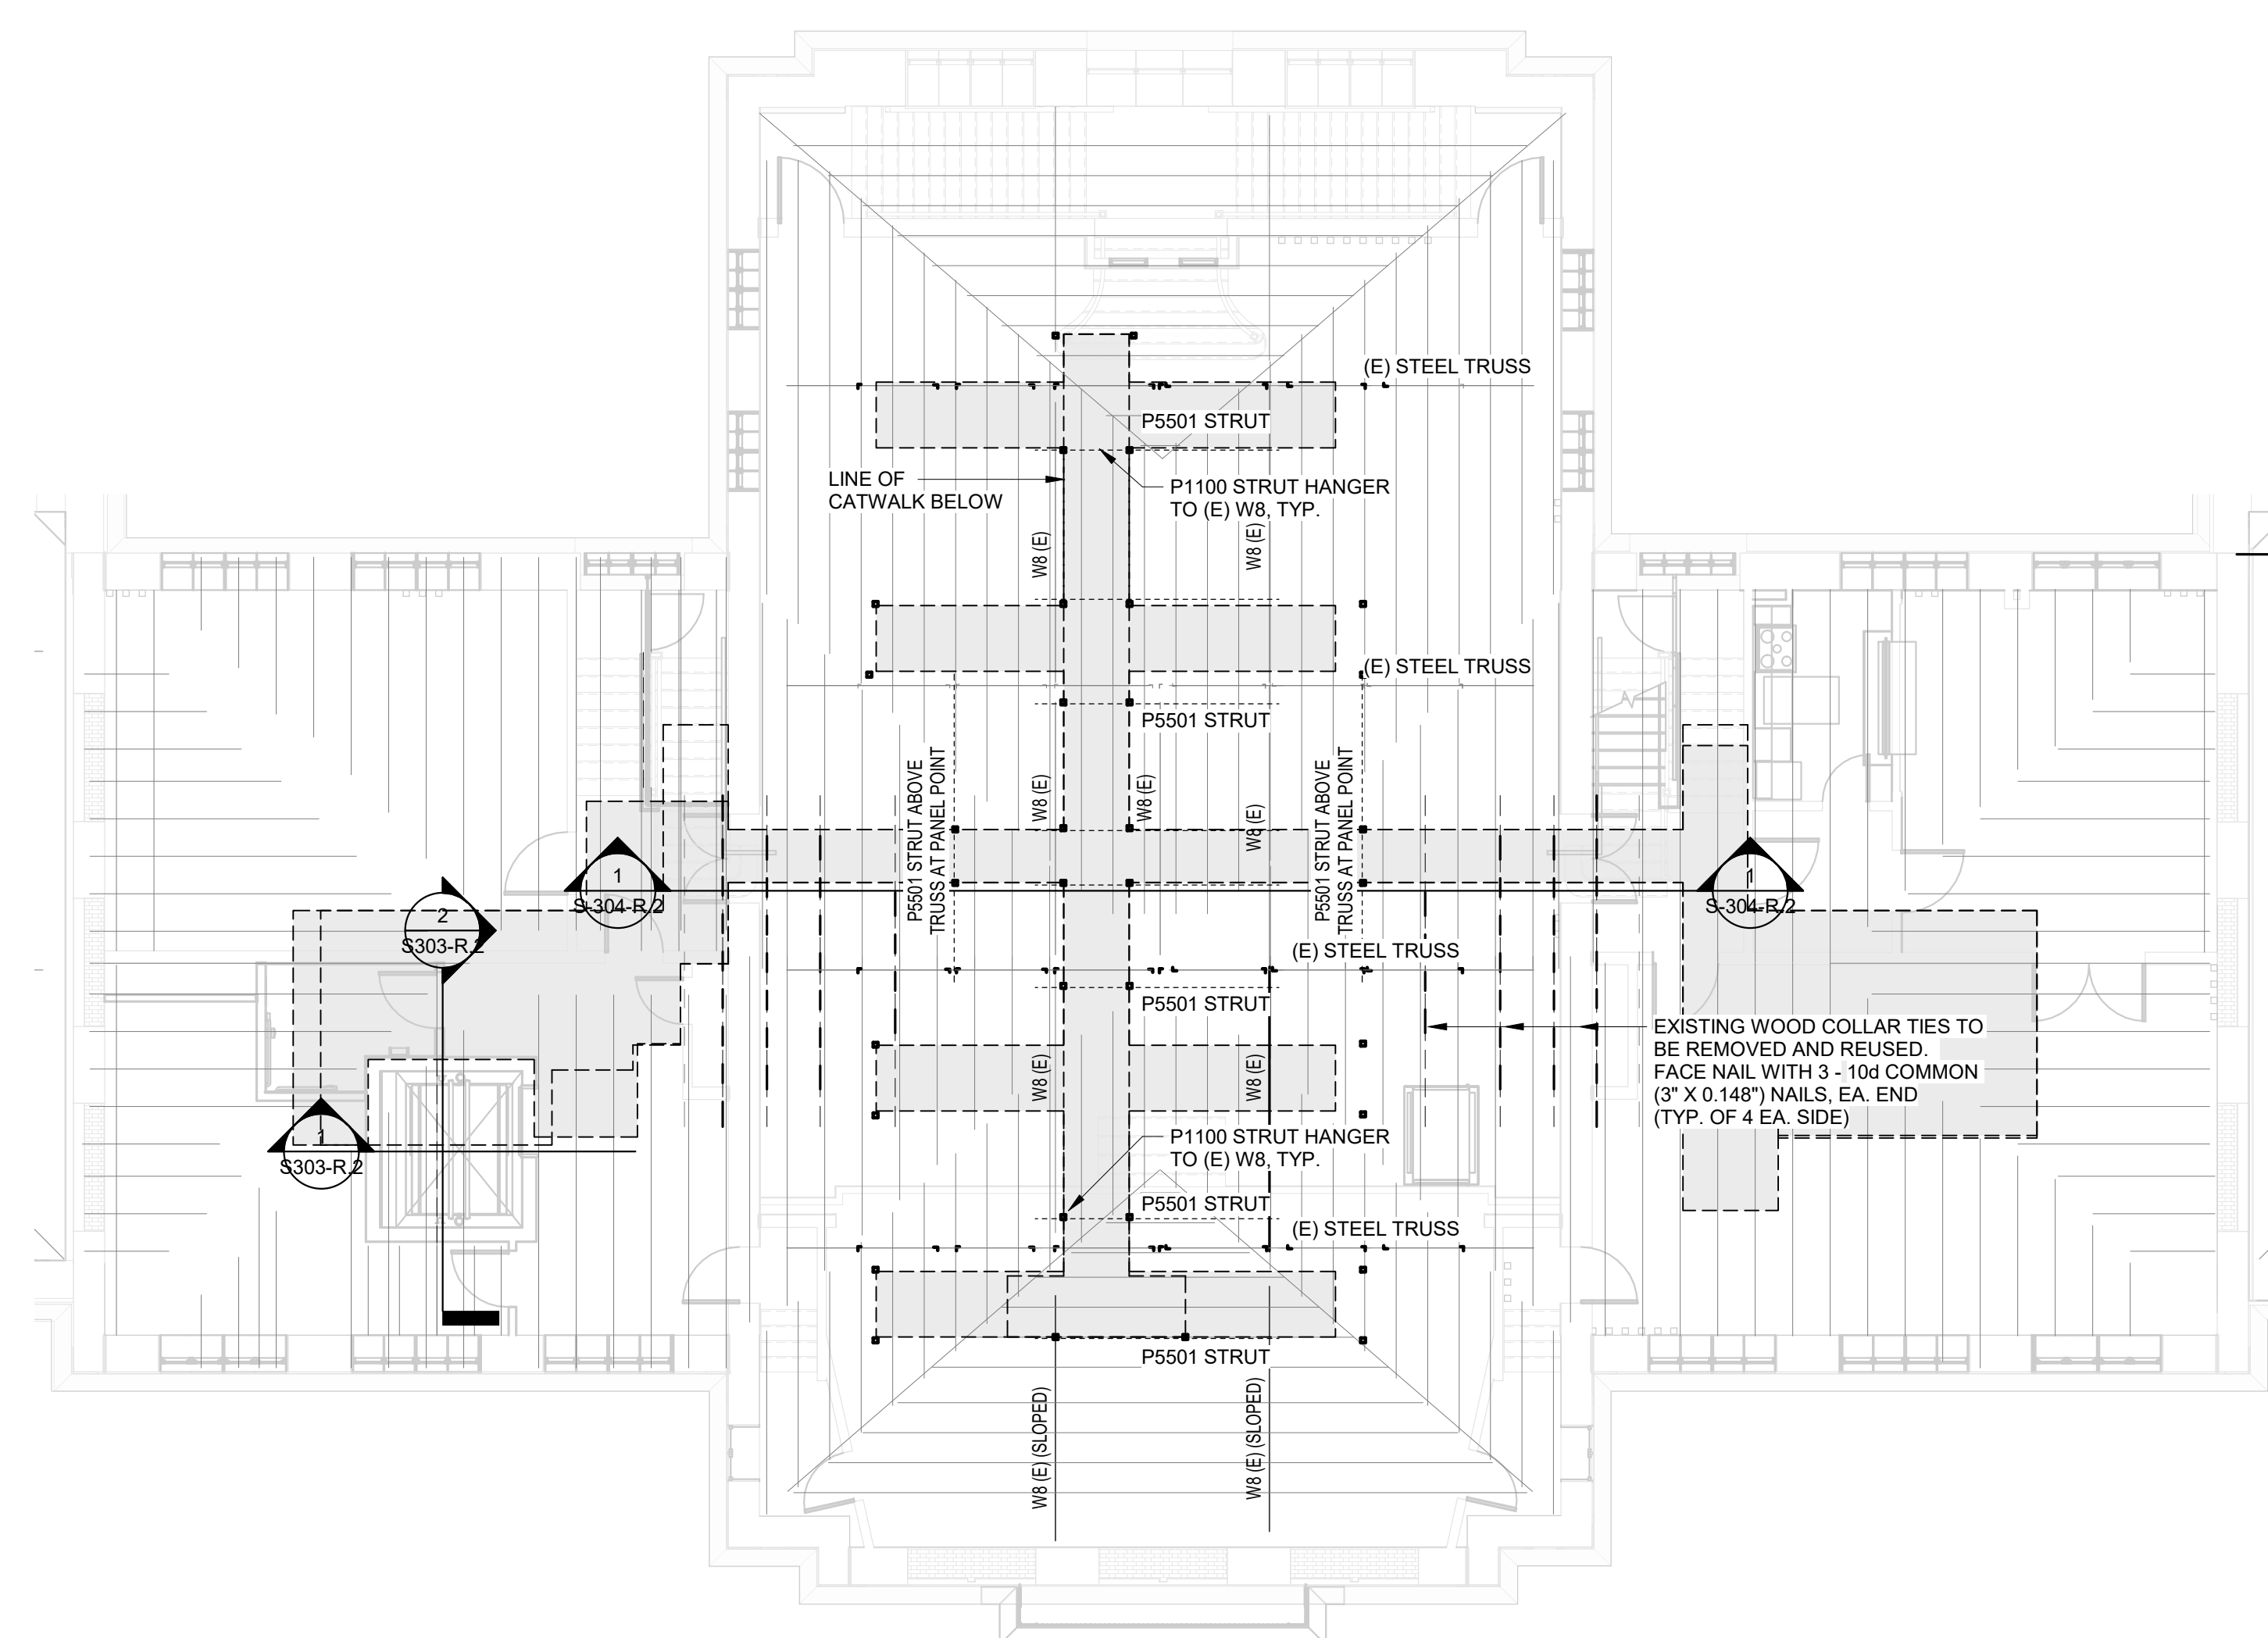 (E) STEEL TRUSS
P5501 STRUT
LINE OF
CATWALK BELOW
P1100 STRUT HANGER
TO (E) W8, TYP.
W8 (E)
W8 (E)
(E) STEEL TRUSS
P5501 STRUT
P5501 STRUT ABOVE
TRUSS AT PANEL POINT
W8 (E)
W8 (E)
W8 (E)
P5501 STRUT ABOVE
TRUSS AT PANEL POINT
1
S-304-R.2
1
S-304-R.2
2
S303-R.2
(E) STEEL TRUSS
P5501 STRUT
EXISTING WOOD COLLAR TIES TO
BE REMOVED AND REUSED.
FACE NAIL WITH 3 - 10d COMMON
(3" X 0.148") NAILS, EA. END
(TYP. OF 4 EA. SIDE)
W8 (E)
W8 (E)
1
S303-R.2
P1100 STRUT HANGER
TO (E) W8, TYP.
P5501 STRUT
(E) STEEL TRUSS
P5501 STRUT
W8 (E) (SLOPED)
W8 (E) (SLOPED)